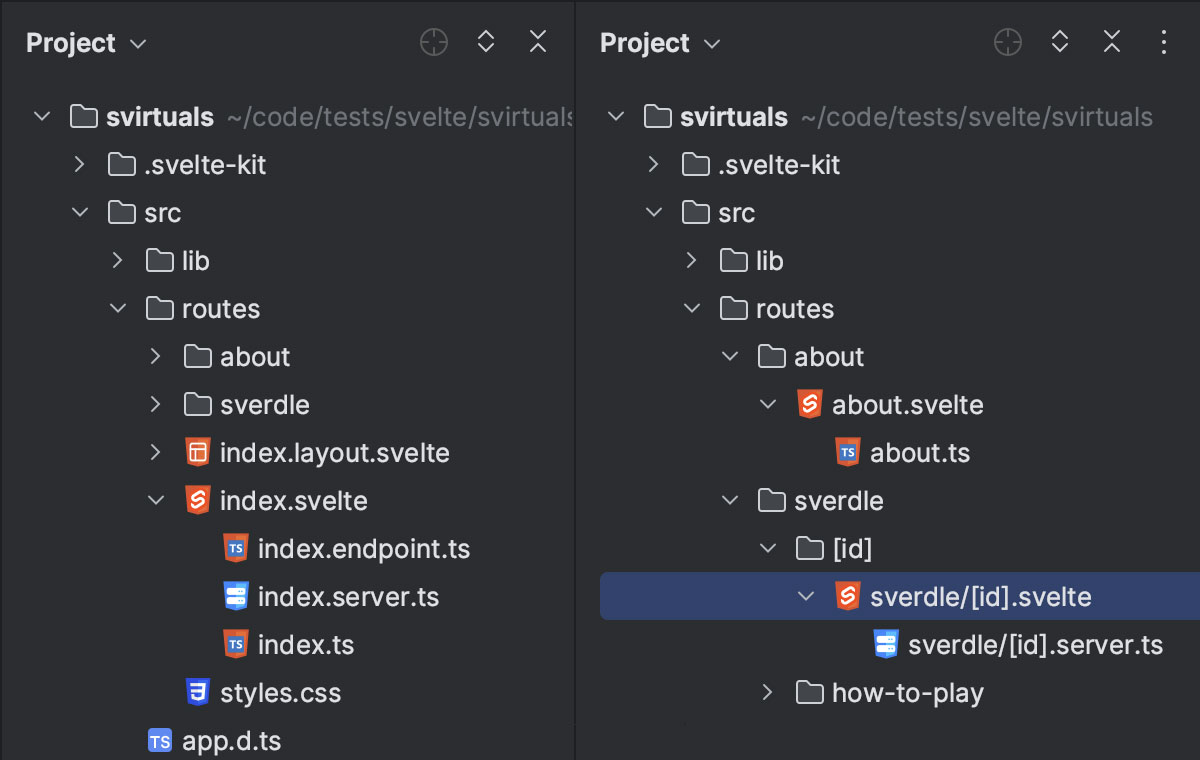 Project
svirtuals ~/code/tests/svelte/svirtuals
.svelte-kit
src
lib
routes
about
sverdle
index.layout.svelte
index.svelte
TS index.endpoint.ts
index.server.ts
TS index.ts
styles.css
TS app.d.ts
Project
svirtuals ~/code/tests/svelte/svirtuals
.svelte-kit
src
lib
routes
about
about.svelte
TS about.ts
sverdle
[id]
sverdle/[id].svelte
sverdle/[id].server.ts
how-to-play